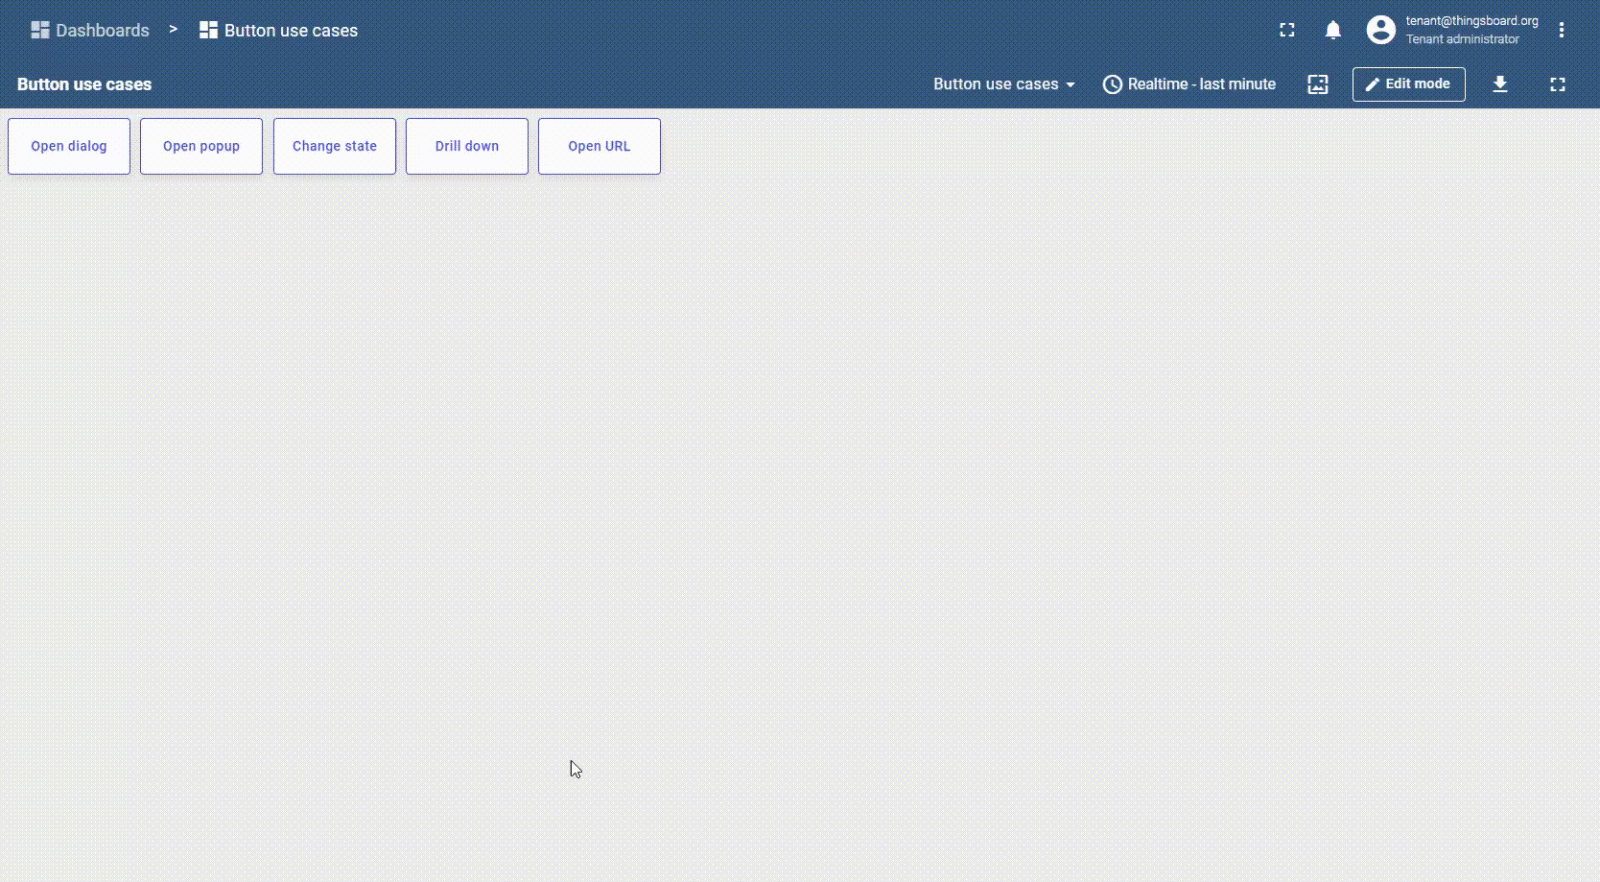 Dashboards > Button use cases
tenant@thingsboard.org
Tenant administrator
Button use cases
Button use cases
Realtime - last minute
Edit mode
Open dialog
Open popup
Change state
Drill down
Open URL